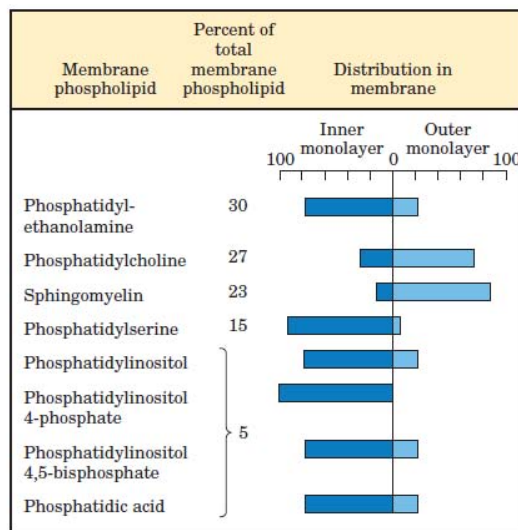 Membrane
phospholipid
Percent of
total
membrane
phospholipid
Distribution in
membrane
Inner
monolayer
Outer
monolayer
100
0
100
Phosphatidyl-
ethanolamine
30
Phosphatidylcholine
27
Sphingomyelin
23
Phosphatidylserine
15
Phosphatidylinositol
Phosphatidylinositol
4-phosphate
Phosphatidylinositol
4,5-bisphosphate
Phosphatidic acid
5